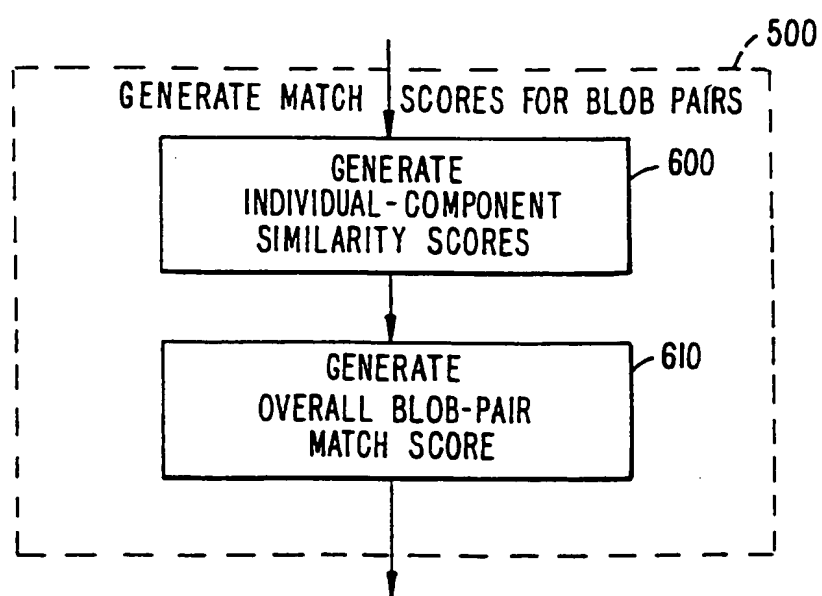 500
GENERATE MATCH SCORES FOR BLOB PAIRS
GENERATE
INDIVIDUAL-COMPONENT
SIMILARITY SCORES
600
GENERATE
OVERALL BLOB-PAIR
MATCH SCORE
610